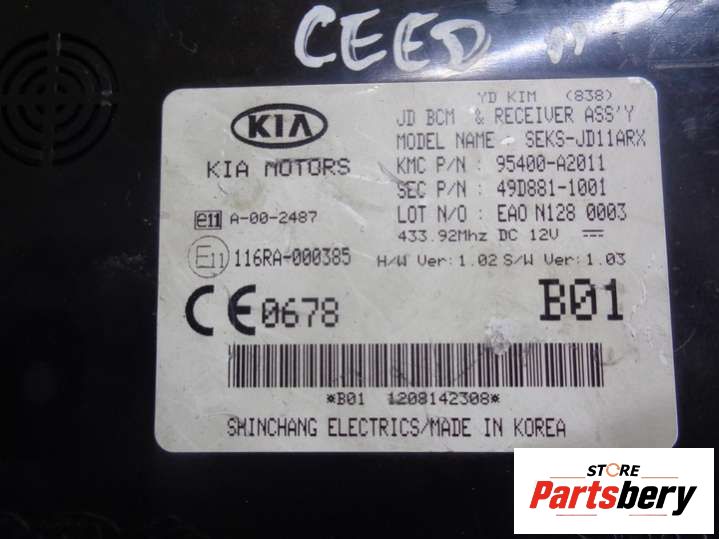 CEED
YD KIM (838)
JD BCM & RECEIVER ASS'Y
KIA
MODEL NAME - SEKS-JD11ARX
KIA MOTORS
KMC P/N : 95400-A2011
SEC P/N : 49D881-1001
LOT N/O : EAO N128 0003
433.92Mhz DC 12V
H/W Ver:1.02 S/W Ver:1.03
e11 A-00-2487
E11 116RA-000385
CE0678
B01
*B01 1208142308*
SHINCHANG ELECTRICS/MADE IN KOREA
STORE
Partsbery